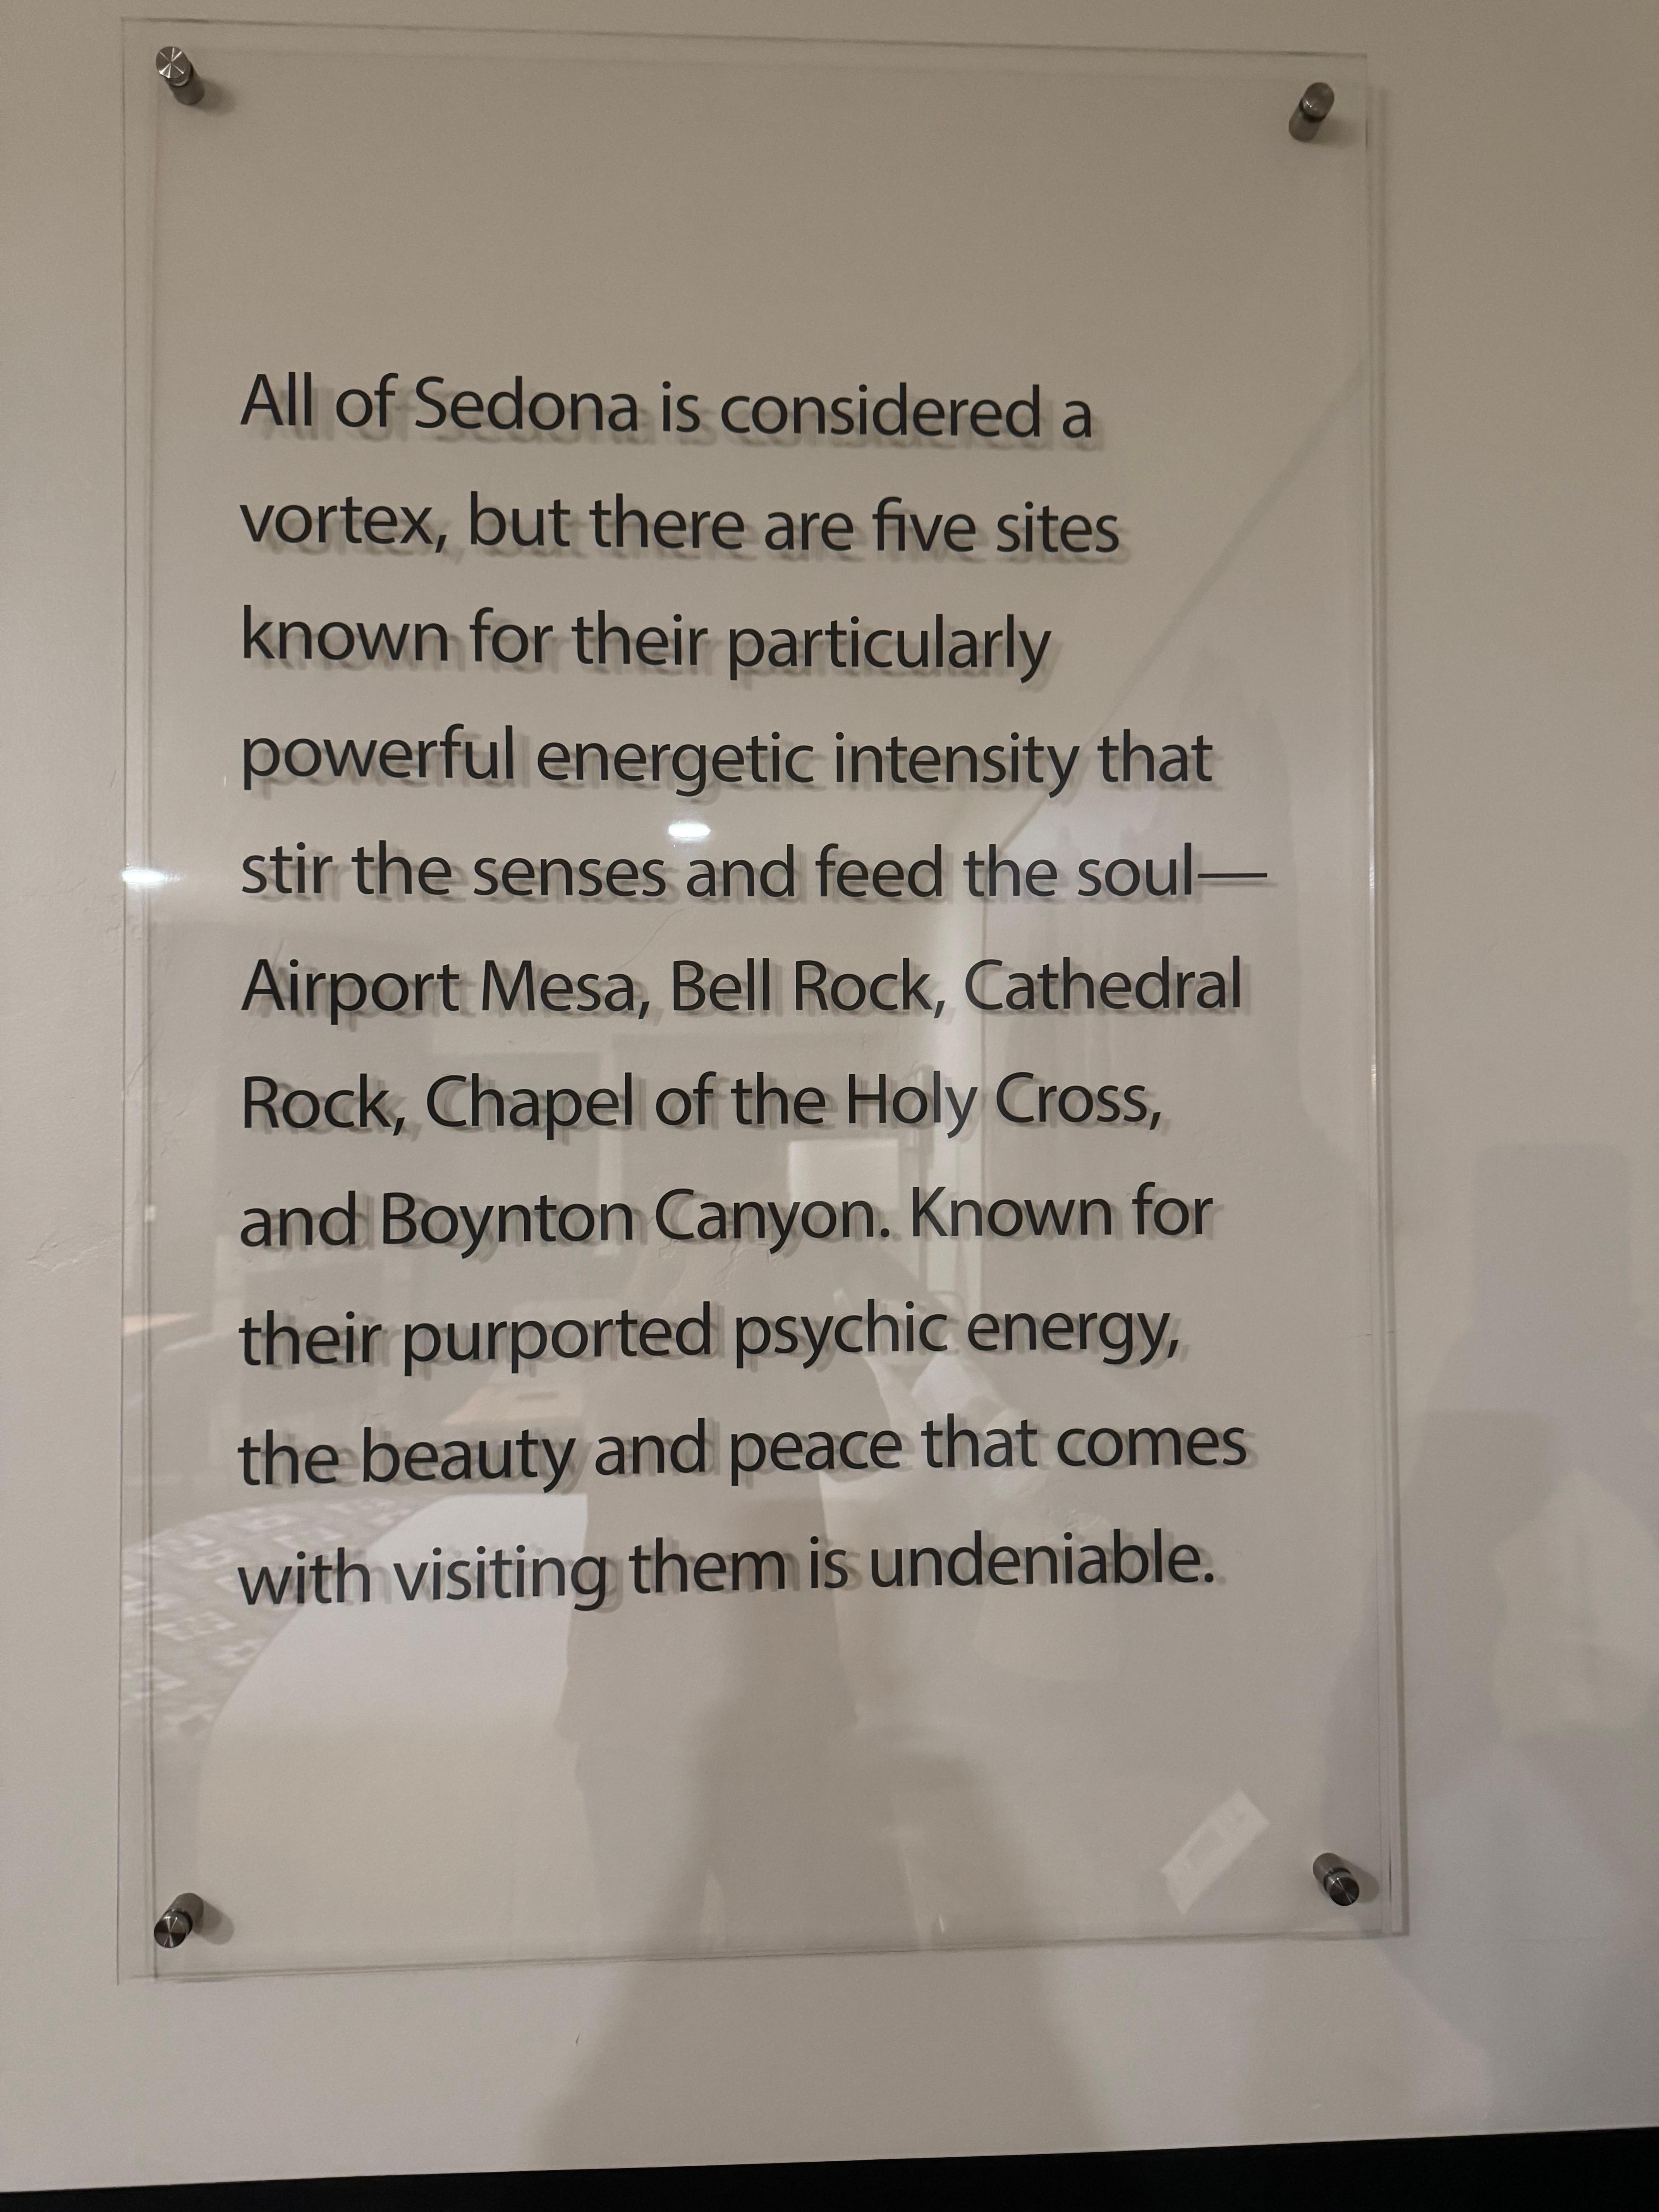 All of Sedona is considered a
vortex, but there are five sites
known for their particularly
powerful energetic intensity that
stir the senses and feed the soul—
Airport Mesa, Bell Rock, Cathedral
Rock, Chapel of the Holy Cross,
and Boynton Canyon. Known for
their purported psychic energy,
the beauty and peace that comes
with visiting them is undeniable.